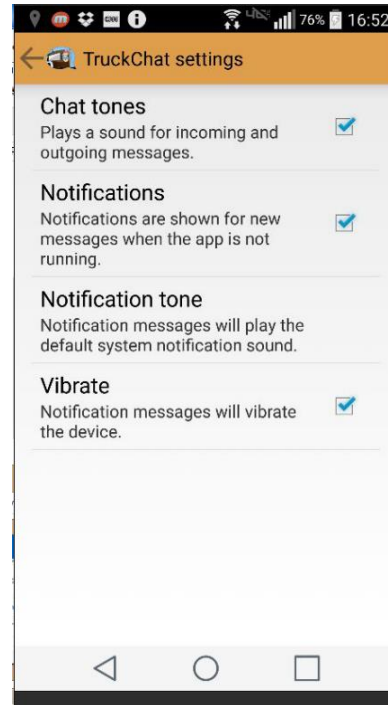 76% 16:52
TruckChat settings
Chat tones
Plays a sound for incoming and
outgoing messages.
Notifications
Notifications are shown for new
messages when the app is not
running.
Notification tone
Notification messages will play the
default system notification sound.
Vibrate
Notification messages will vibrate
the device.